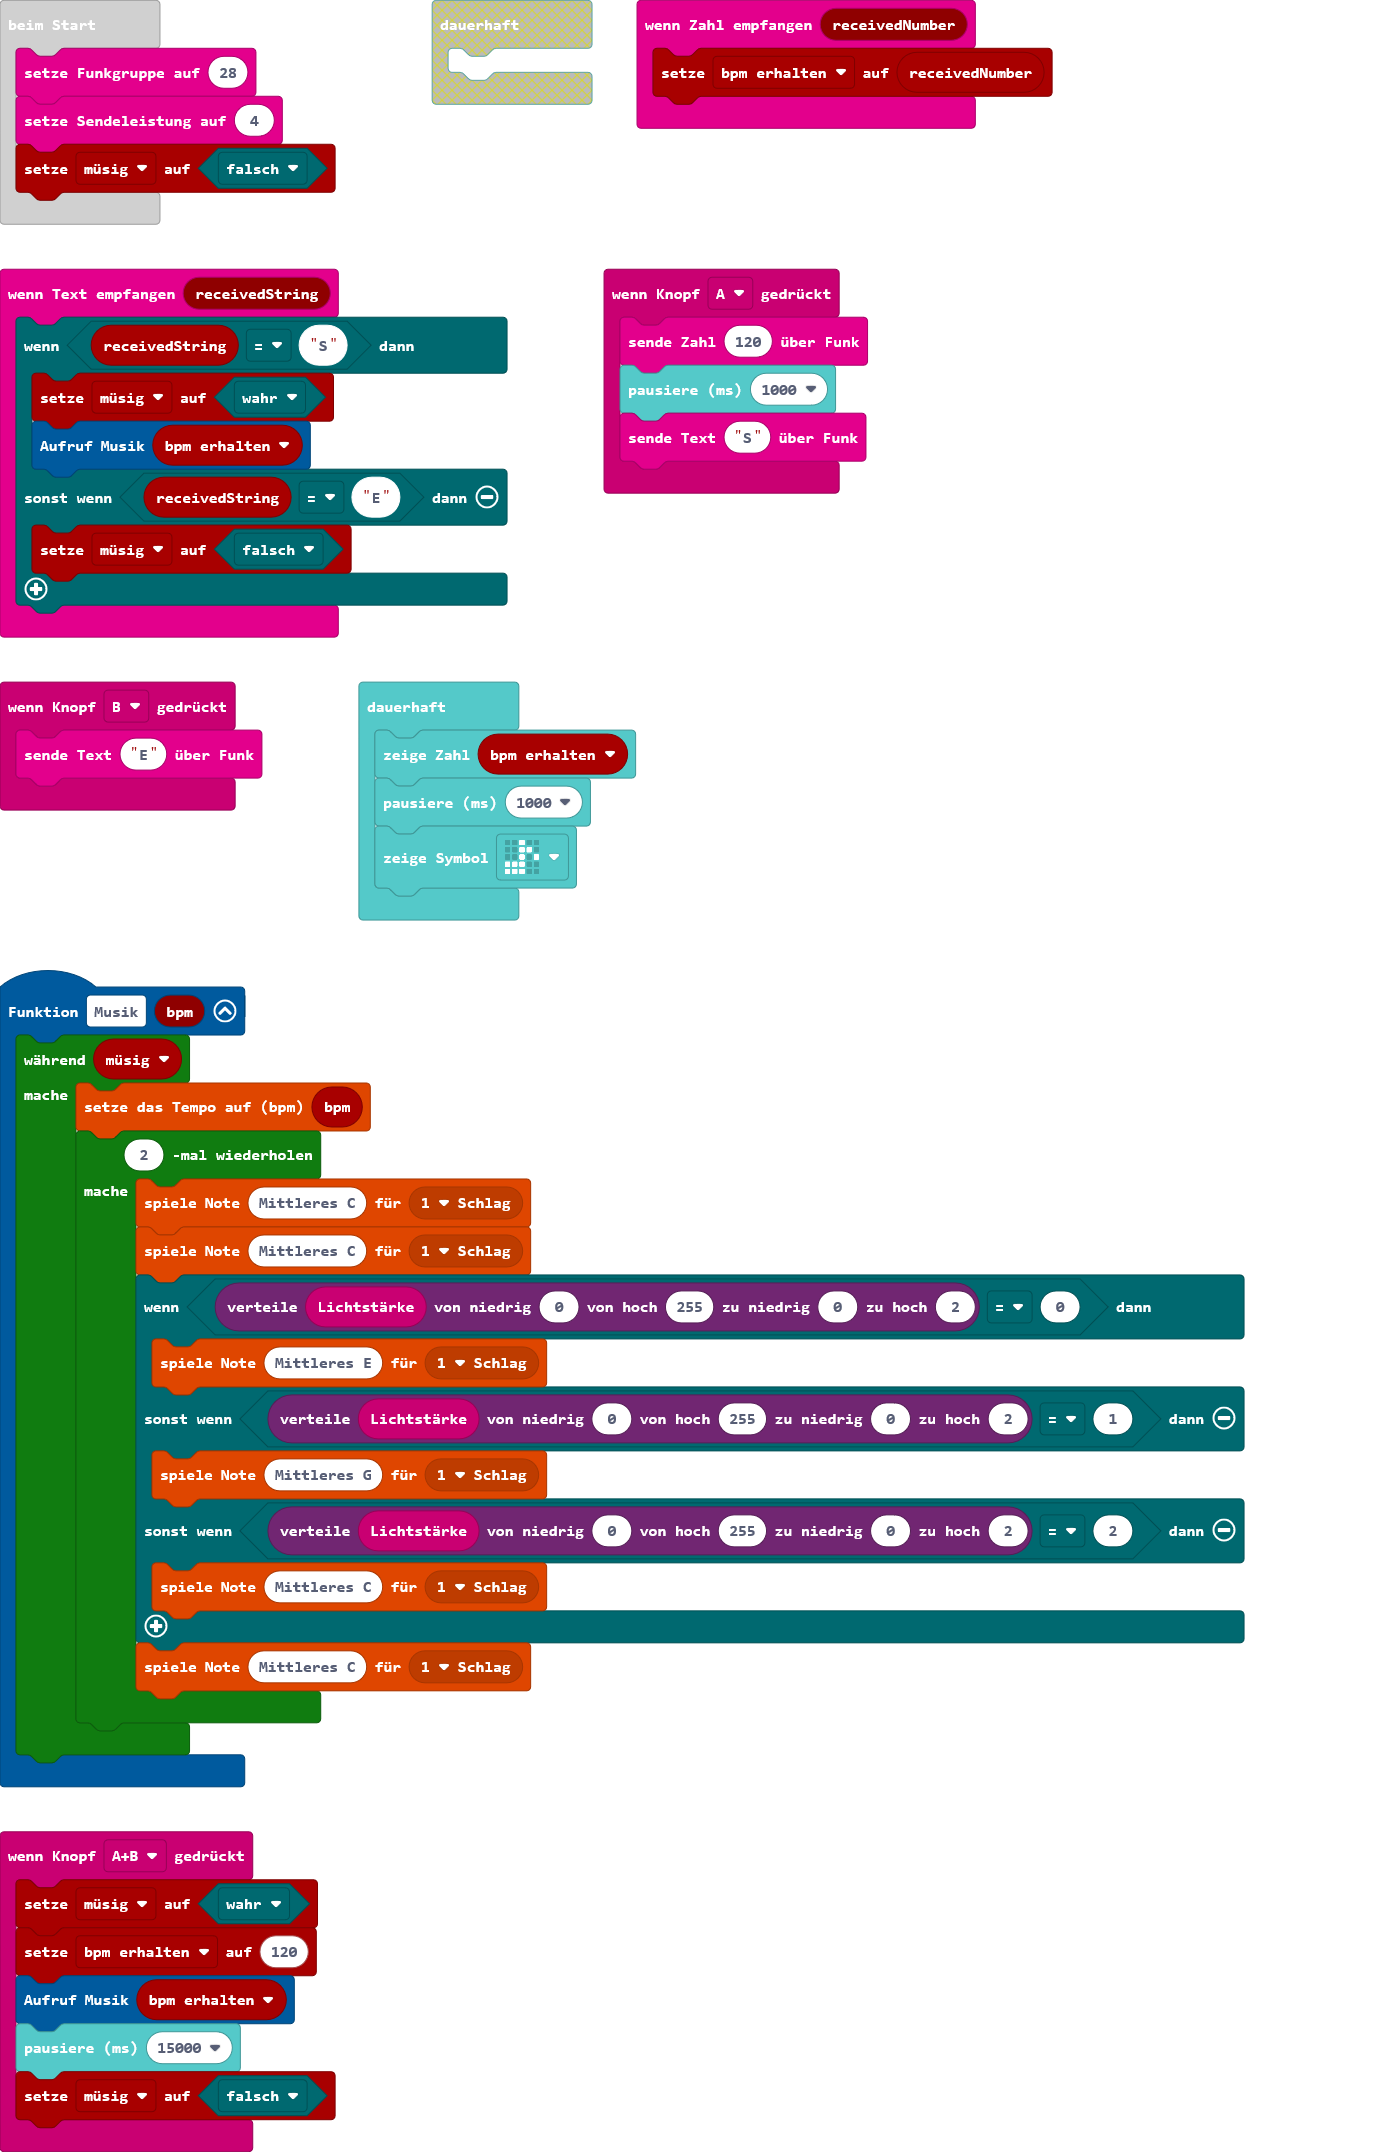 beim Start
setze Funkgruppe auf 28
setze Sendeleistung auf 4
setze müsig auf falsch
dauerhaft
wenn Zahl empfangen receivedNumber
setze bpm erhalten auf receivedNumber
wenn Text empfangen receivedString
wenn receivedString = "S" dann
setze müsig auf wahr
Aufruf Musik bpm erhalten
sonst wenn receivedString = "E" dann
setze müsig auf falsch
wenn Knopf A gedrückt
sende Zahl 120 über Funk
pausiere (ms) 1000
sende Text "S" über Funk
wenn Knopf B gedrückt
sende Text "E" über Funk
dauerhaft
zeige Zahl bpm erhalten
pausiere (ms) 1000
zeige Symbol
Funktion Musik bpm
während müsig
mache
setze das Tempo auf (bpm) bpm
2 -mal wiederholen
mache
spiele Note Mittleres C für 1 Schlag
spiele Note Mittleres C für 1 Schlag
wenn verteile Lichtstärke von niedrig 0 von hoch 255 zu niedrig 0 zu hoch 2 = 0 dann
spiele Note Mittleres E für 1 Schlag
sonst wenn verteile Lichtstärke von niedrig 0 von hoch 255 zu niedrig 0 zu hoch 2 = 1 dann
spiele Note Mittleres G für 1 Schlag
sonst wenn verteile Lichtstärke von niedrig 0 von hoch 255 zu niedrig 0 zu hoch 2 = 2 dann
spiele Note Mittleres C für 1 Schlag
spiele Note Mittleres C für 1 Schlag
wenn Knopf A+B gedrückt
setze müsig auf wahr
setze bpm erhalten auf 120
Aufruf Musik bpm erhalten
pausiere (ms) 15000
setze müsig auf falsch